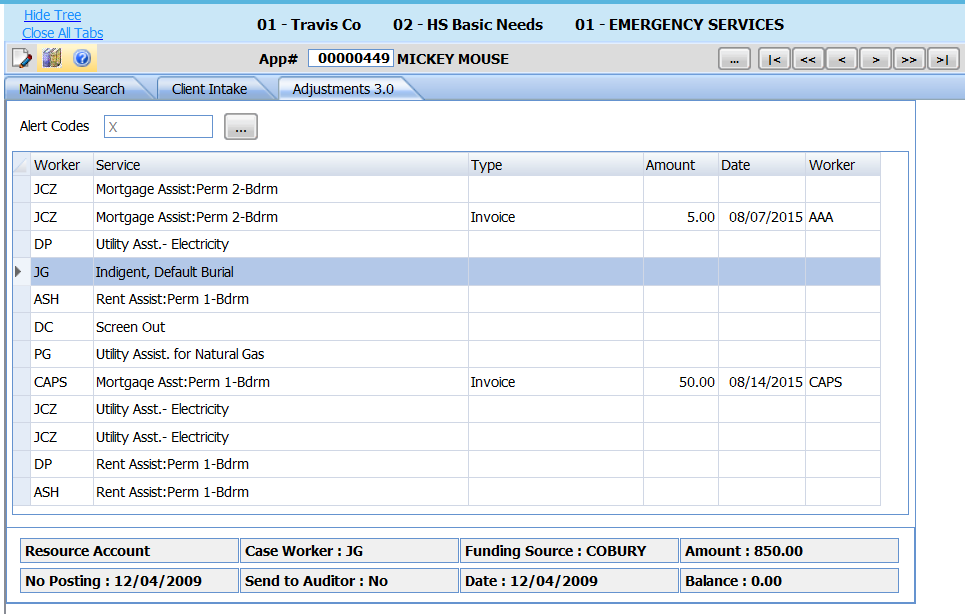 Hide Tree
Close All Tabs
01 - Travis Co 02 - HS Basic Needs 01 - EMERGENCY SERVICES
App# 00000449 MICKEY MOUSE ... |< << < > >> >|
MainMenu Search Client Intake Adjustments 3.0
Alert Codes X ...
Worker Service Type Amount Date Worker
JCZ Mortgage Assist:Perm 2-Bdrm
JCZ Mortgage Assist:Perm 2-Bdrm Invoice 5.00 08/07/2015 AAA
DP Utility Asst.- Electricity
JG Indigent, Default Burial
ASH Rent Assist:Perm 1-Bdrm
DC Screen Out
PG Utility Assist. for Natural Gas
CAPS Mortgage Asst:Perm 1-Bdrm Invoice 50.00 08/14/2015 CAPS
JCZ Utility Asst.- Electricity
JCZ Utility Asst.- Electricity
DP Rent Assist:Perm 1-Bdrm
ASH Rent Assist:Perm 1-Bdrm
Resource Account Case Worker : JG Funding Source : COBURY Amount : 850.00
No Posting : 12/04/2009 Send to Auditor : No Date : 12/04/2009 Balance : 0.00